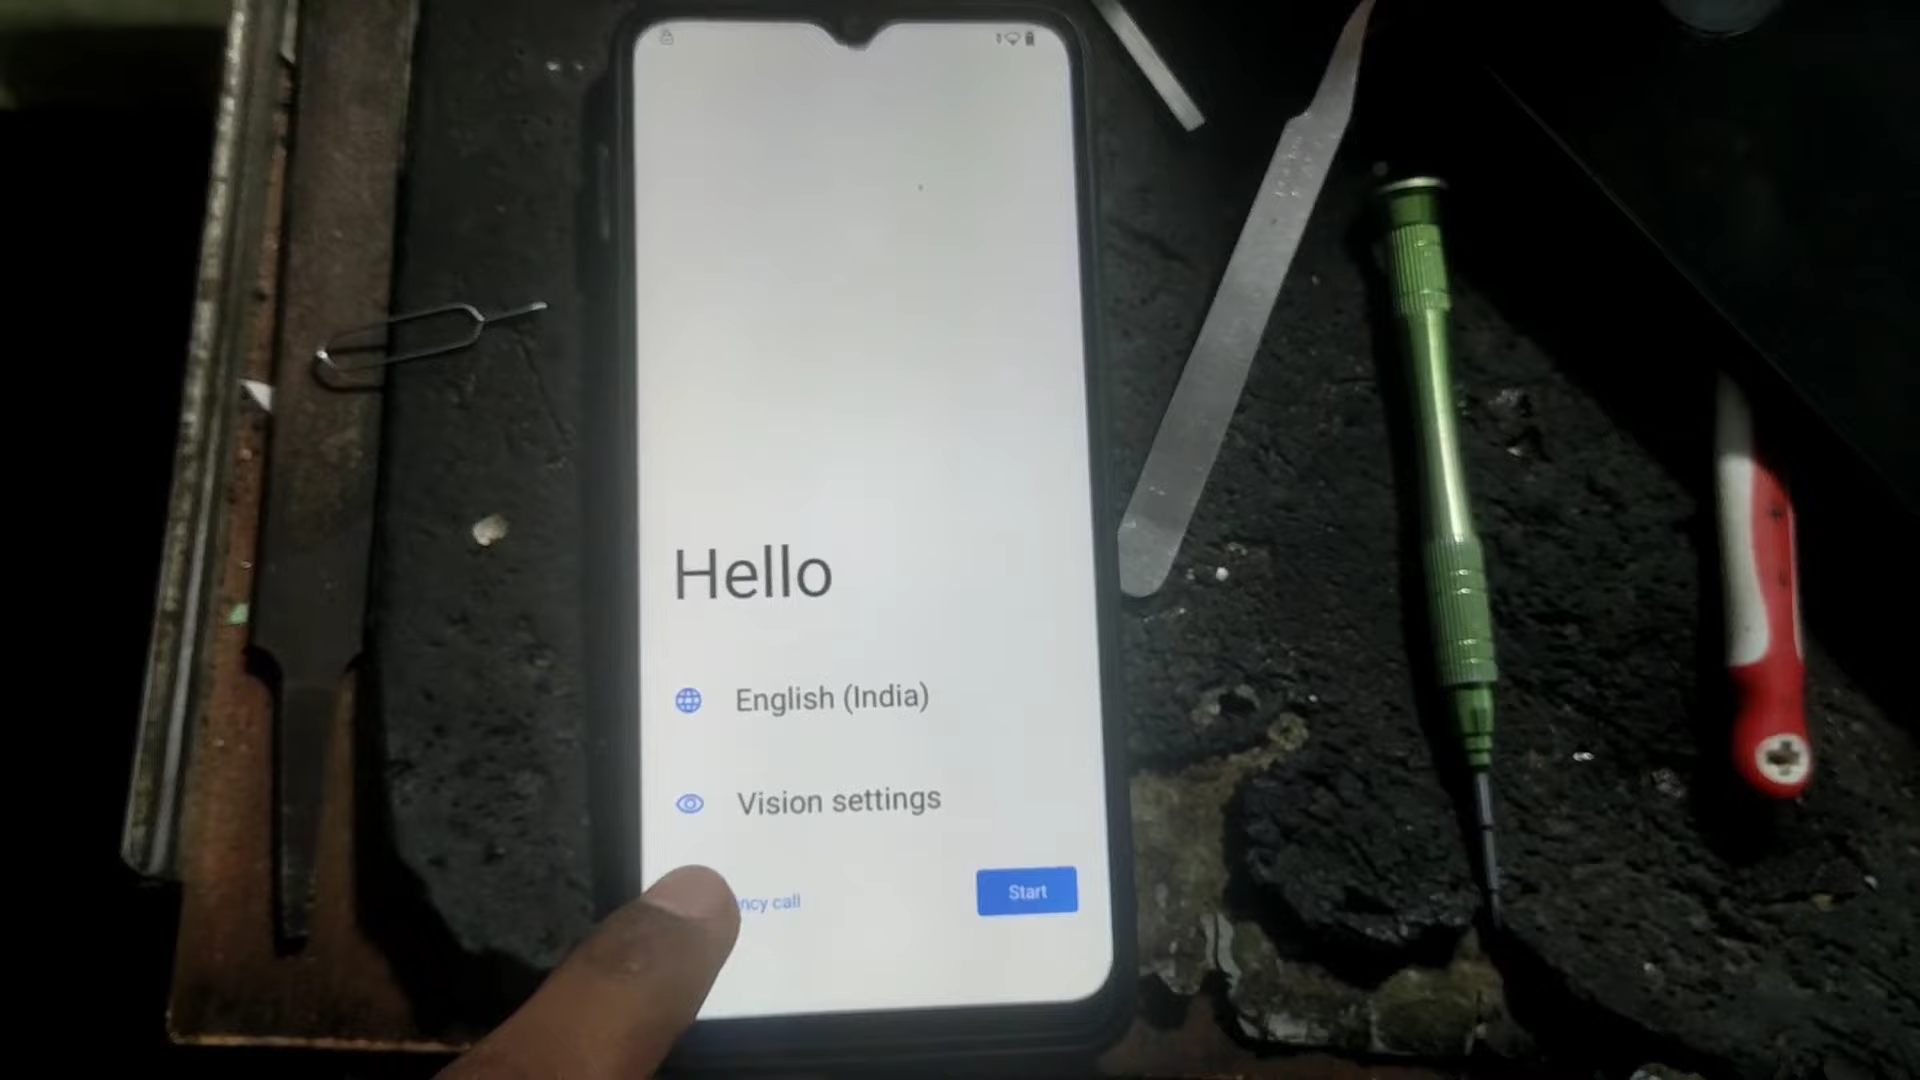 Hello
English (India)
Vision settings
ncy call
Start